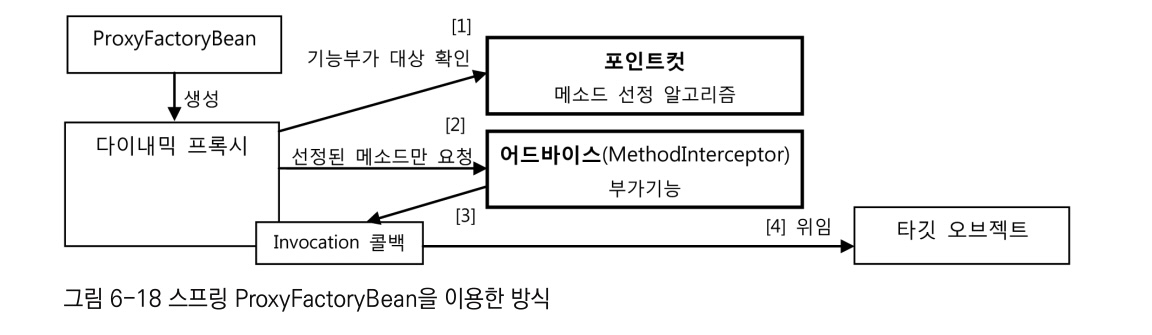 ProxyFactoryBean
생성
다이내믹 프록시
[1]
기능부가 대상 확인
포인트컷
메소드 선정 알고리즘
[2]
선정된 메소드만 요청
어드바이스(MethodInterceptor)
부가기능
[3]
Invocation 콜백
[4] 위임
타깃 오브젝트
그림 6-18 스프링 ProxyFactoryBean을 이용한 방식